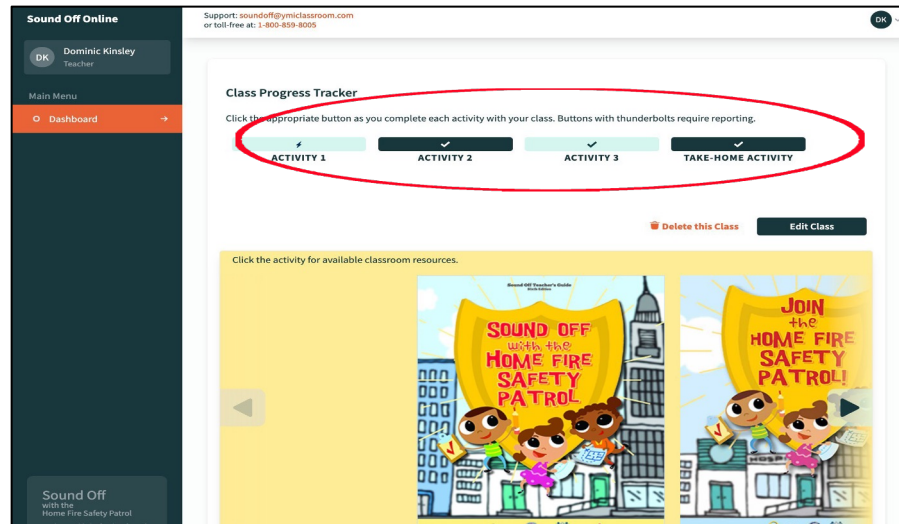 Sound Off Online
Support: soundoff@ymiclassroom.com
or toll-free at: 1-800-859-8005
DK
DK
Dominic Kinsley
Teacher
Main Menu
Dashboard
Class Progress Tracker
Click the appropriate button as you complete each activity with your class. Buttons with thunderbolts require reporting.
ACTIVITY 1
ACTIVITY 2
ACTIVITY 3
TAKE-HOME ACTIVITY
Delete this Class
Edit Class
Click the activity for available classroom resources.
Sound Off Teacher's Guide
SOUND OFF
with the
HOME FIRE
SAFETY
PATROL
JOIN
the
HOME FIRE
SAFETY
PATROL!
Sound Off
with the
Home Fire Safety Patrol